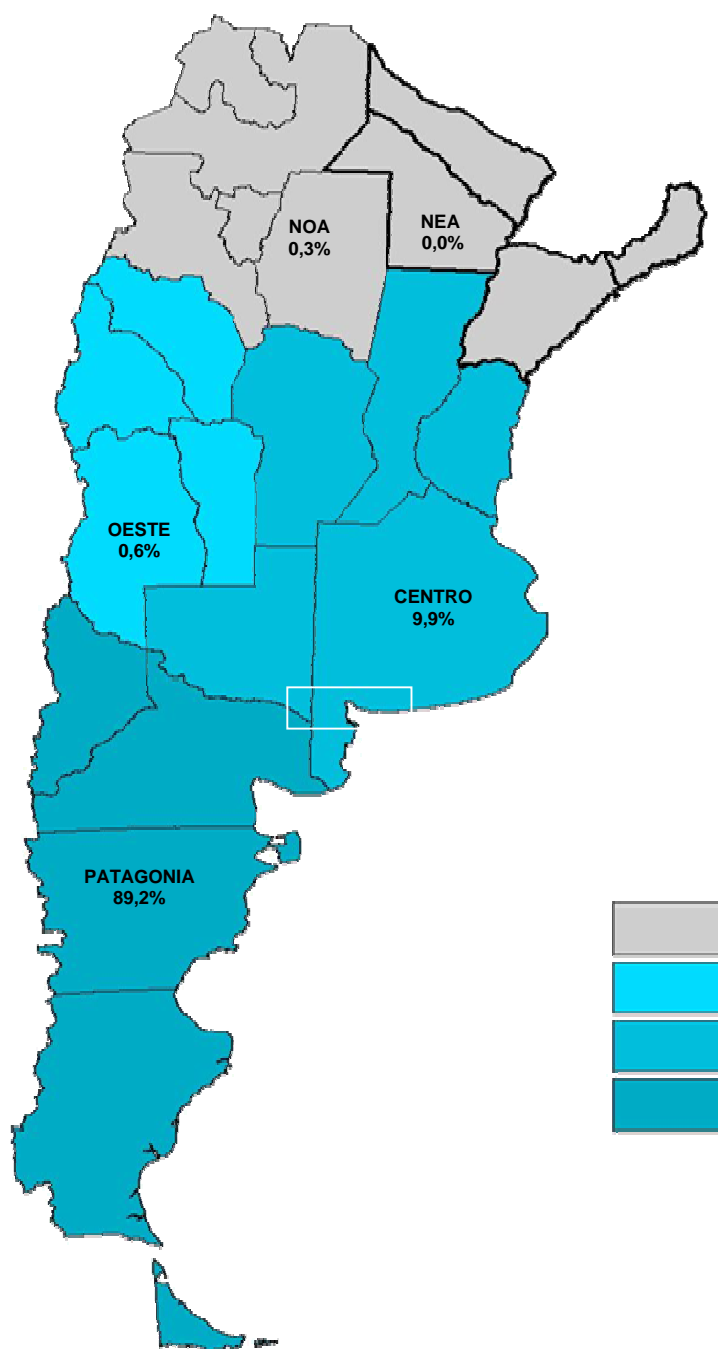 NOA
0,3%
NEA
0,0%
OESTE
0,6%
CENTRO
9,9%
PATAGONIA
89,2%